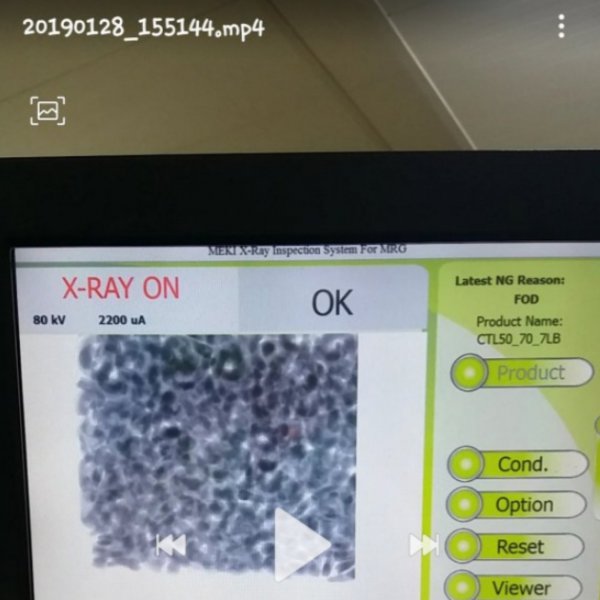 20190128_155144.mp4
MEKI X-Ray Inspection System For MRG
X-RAY ON
80 kV 2200 uA
OK
Latest NG Reason:
FOD
Product Name:
CTL50_70_7LB
Product
Cond.
Option
Reset
Viewer